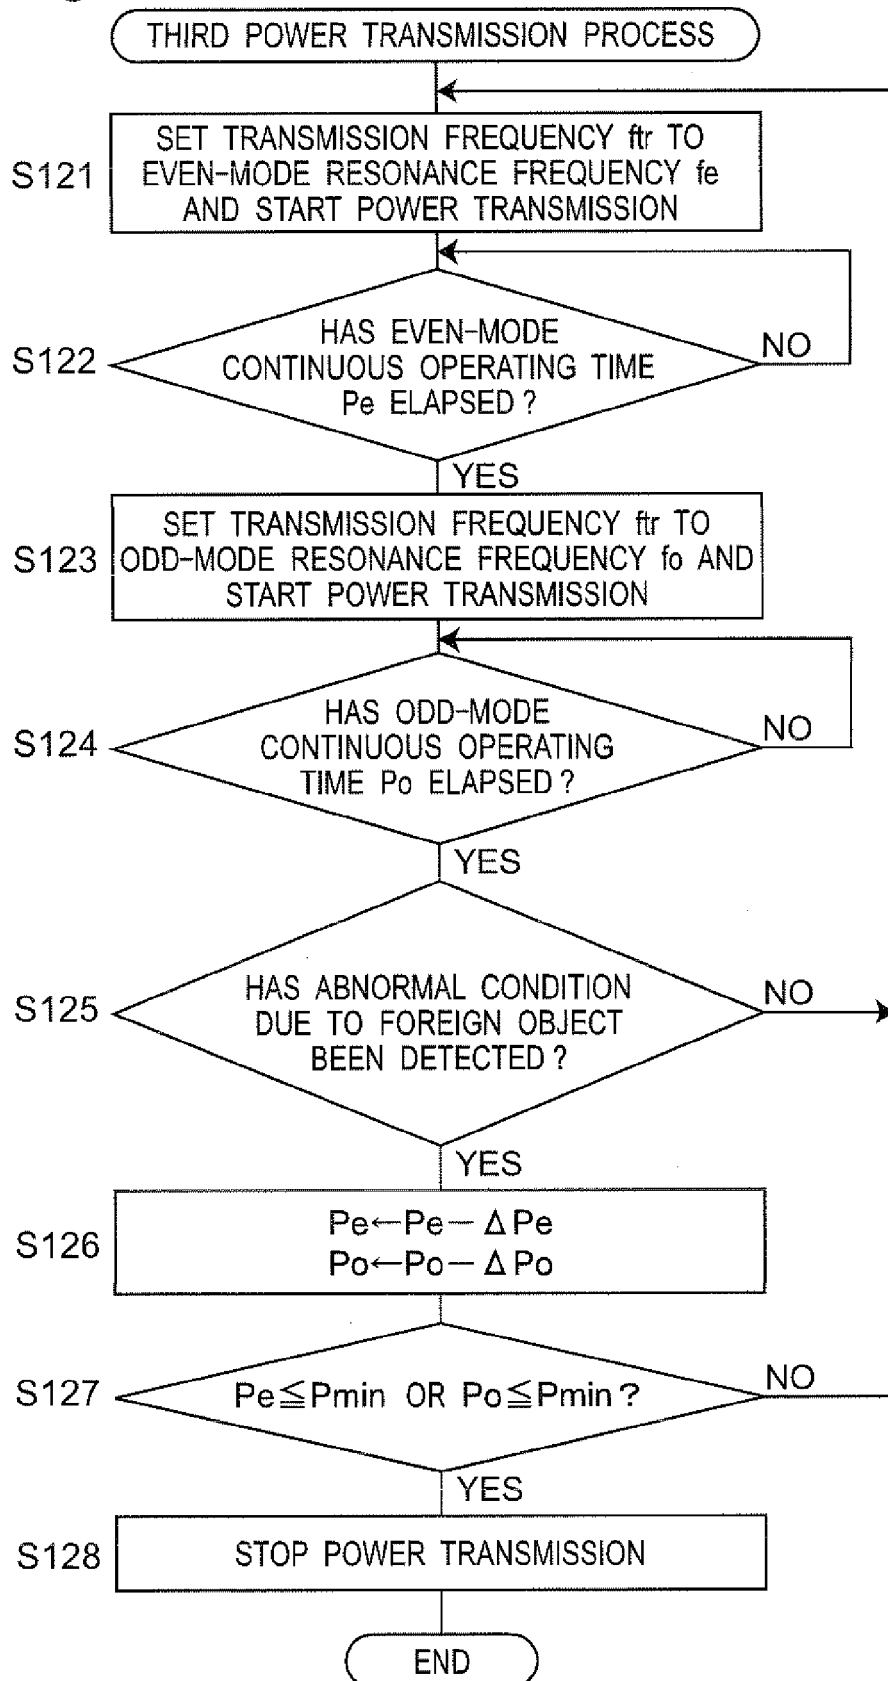 THIRD POWER TRANSMISSION PROCESS
S121
SET TRANSMISSION FREQUENCY ftr TO
EVEN-MODE RESONANCE FREQUENCY fe
AND START POWER TRANSMISSION
S122
HAS EVEN-MODE
CONTINUOUS OPERATING TIME
Pe ELAPSED?
NO
YES
S123
SET TRANSMISSION FREQUENCY ftr TO
ODD-MODE RESONANCE FREQUENCY fo AND
START POWER TRANSMISSION
S124
HAS ODD-MODE
CONTINUOUS OPERATING
TIME Po ELAPSED?
NO
YES
S125
HAS ABNORMAL CONDITION
DUE TO FOREIGN OBJECT
BEEN DETECTED?
NO
YES
S126
Pe←Pe-ΔPe
Po←Po-ΔPo
S127
Pe≦Pmin OR Po≦Pmin?
NO
YES
S128
STOP POWER TRANSMISSION
END